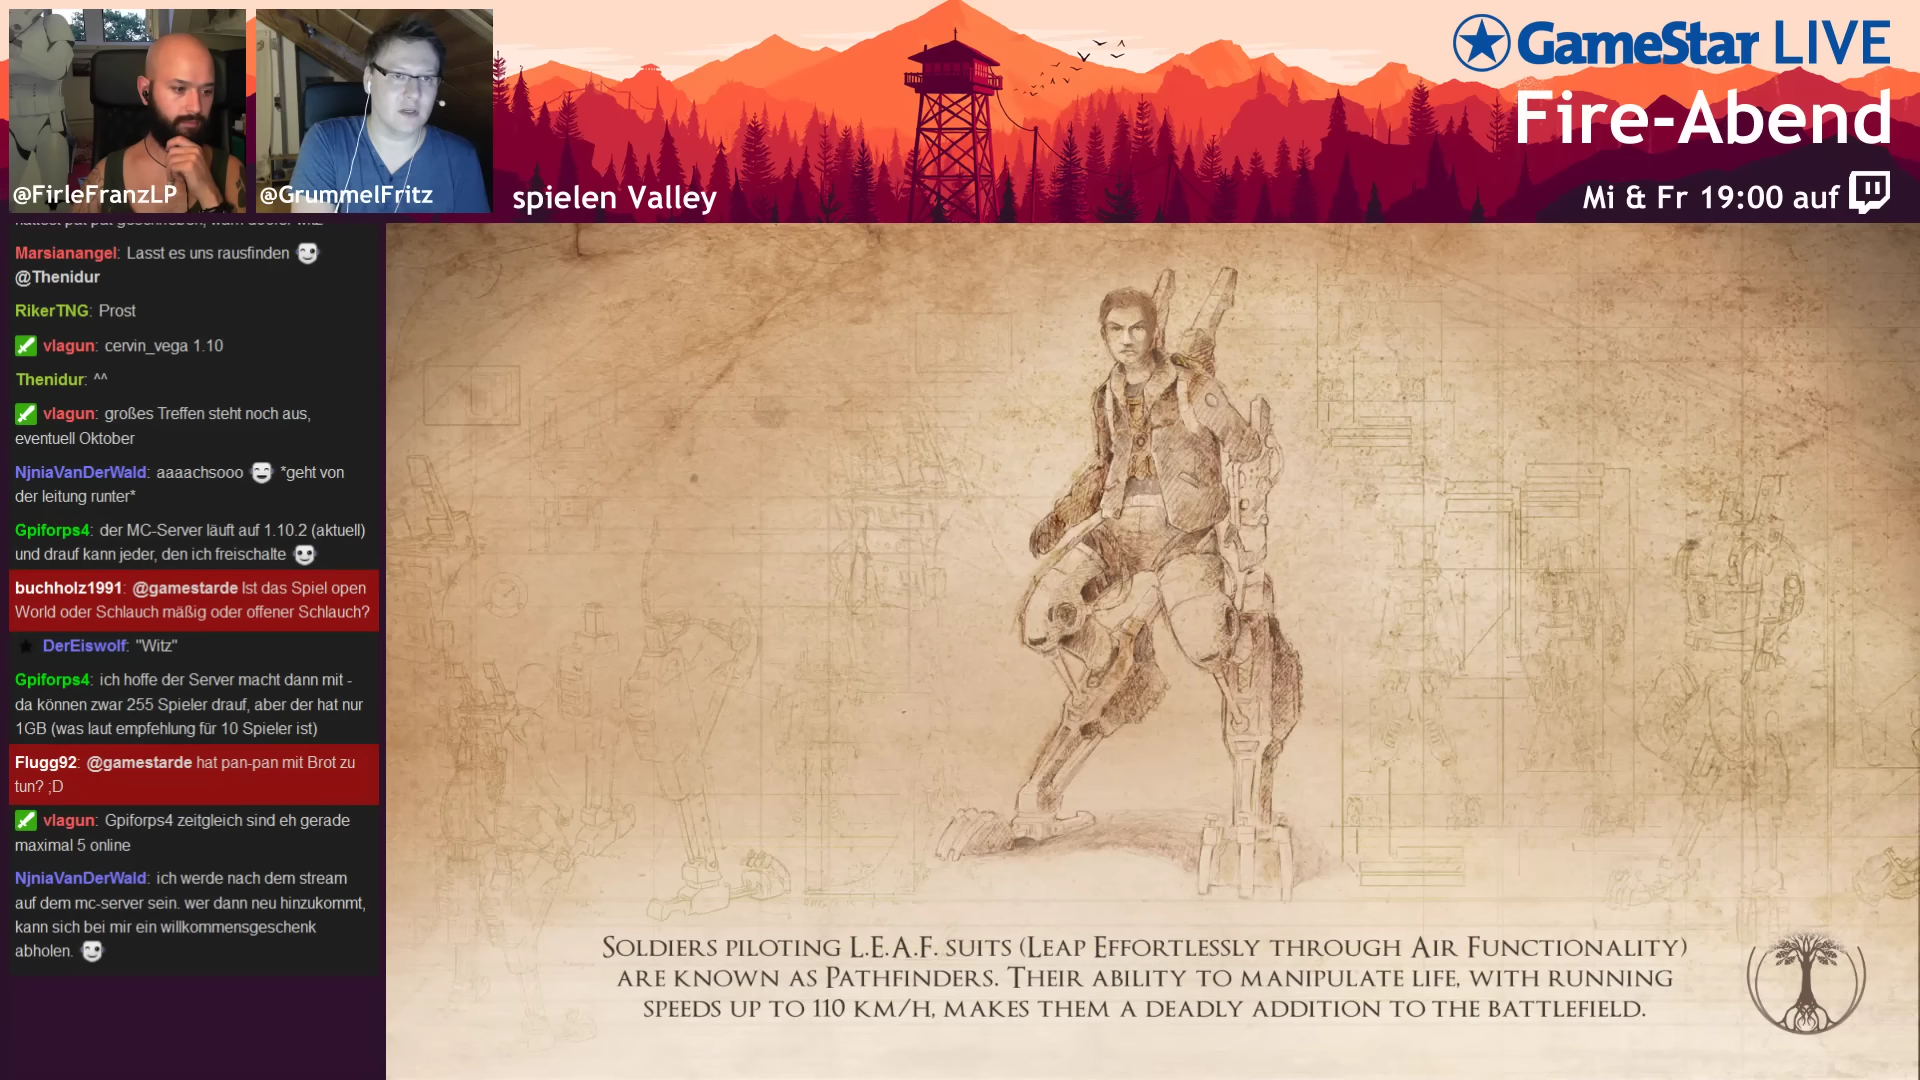 GameStar LIVE
Fire-Abend
Mi & Fr 19:00 auf
@FirleFranzLP
@GrummelFritz
spielen Valley
Marsianangel: Lasst es uns rausfinden
@Thenidur
RikerTNG: Prost
vlagun: cervin_vega 1.10
Thenidur: ^^
vlagun: großes Treffen steht noch aus,
eventuell Oktober
NjniaVanDerWald: aaaachsooo *geht von
der leitung runter*
Gpiforps4: der MC-Server läuft auf 1.10.2 (aktuell)
und drauf kann jeder, den ich freischalte
buchholz1991: @gamestarde Ist das Spiel open
World oder Schlauch mäßig oder offener Schlauch?
DerEiswolf: "Witz"
Gpiforps4: ich hoffe der Server macht dann mit -
da können zwar 255 Spieler drauf, aber der hat nur
1GB (was laut empfehlung für 10 Spieler ist)
Flugg92: @gamestarde hat pan-pan mit Brot zu
tun? ;D
vlagun: Gpiforps4 zeitgleich sind eh gerade
maximal 5 online
NjniaVanDerWald: ich werde nach dem stream
auf dem mc-server sein. wer dann neu hinzukommt,
kann sich bei mir ein willkommensgeschenk
abholen.
Soldiers piloting L.E.A.F. suits (Leap Effortlessly through Air Functionality)
are known as Pathfinders. Their ability to manipulate life, with running
speeds up to 110 km/h, makes them a deadly addition to the battlefield.